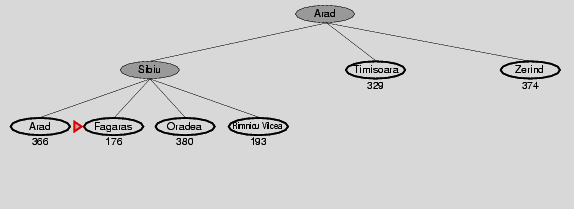 Arad
Sibiu
Timisoara
Zerind
329
374
Arad
Fagaras
Oradea
Rimnicu Vilcea
366
176
380
193